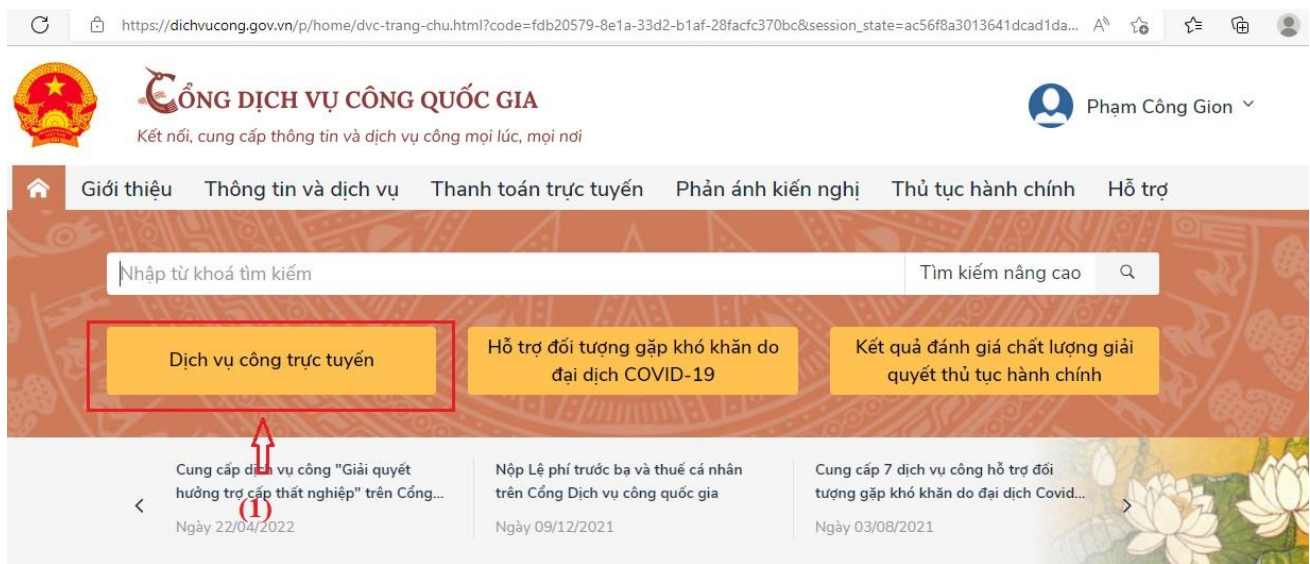 https://dichvucong.gov.vn/p/home/dvc-trang-chu.html?code=fdb20579-8e1a-33d2-b1af-28facfc370bc&session_state=ac56f8a3013641dcad1da...
CỔNG DỊCH VỤ CÔNG QUỐC GIA
Kết nối, cung cấp thông tin và dịch vụ công mọi lúc, mọi nơi
Phạm Công Gion
Giới thiệu Thông tin và dịch vụ Thanh toán trực tuyến Phản ánh kiến nghị Thủ tục hành chính Hỗ trợ
Nhập từ khoá tìm kiếm Tìm kiếm nâng cao
Dịch vụ công trực tuyến
Hỗ trợ đối tượng gặp khó khăn do
đại dịch COVID-19
Kết quả đánh giá chất lượng giải
quyết thủ tục hành chính
Cung cấp dịch vụ công "Giải quyết
hưởng trợ cấp thất nghiệp" trên Cổng...
(1)
Ngày 22/04/2022
Nộp Lệ phí trước bạ và thuế cá nhân
trên Cổng Dịch vụ công quốc gia
Ngày 09/12/2021
Cung cấp 7 dịch vụ công hỗ trợ đối
tượng gặp khó khăn do đại dịch Covid...
Ngày 03/08/2021